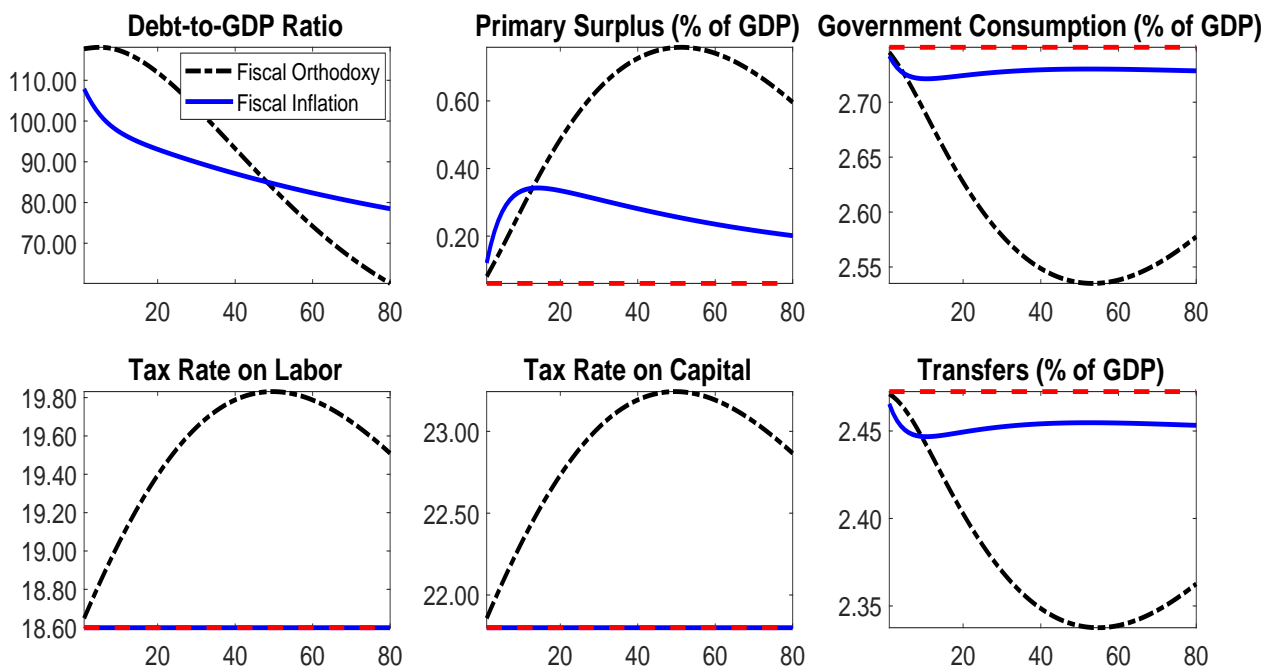 Debt-to-GDP Ratio
110.00
100.00
90.00
80.00
70.00
20 40 60 80
Fiscal Orthodoxy
Fiscal Inflation
Primary Surplus (% of GDP)
0.60
0.40
0.20
20 40 60 80
Government Consumption (% of GDP)
2.70
2.65
2.60
2.55
20 40 60 80
Tax Rate on Labor
19.80
19.60
19.40
19.20
19.00
18.80
18.60
20 40 60 80
Tax Rate on Capital
23.00
22.50
22.00
20 40 60 80
Transfers (% of GDP)
2.45
2.40
2.35
20 40 60 80